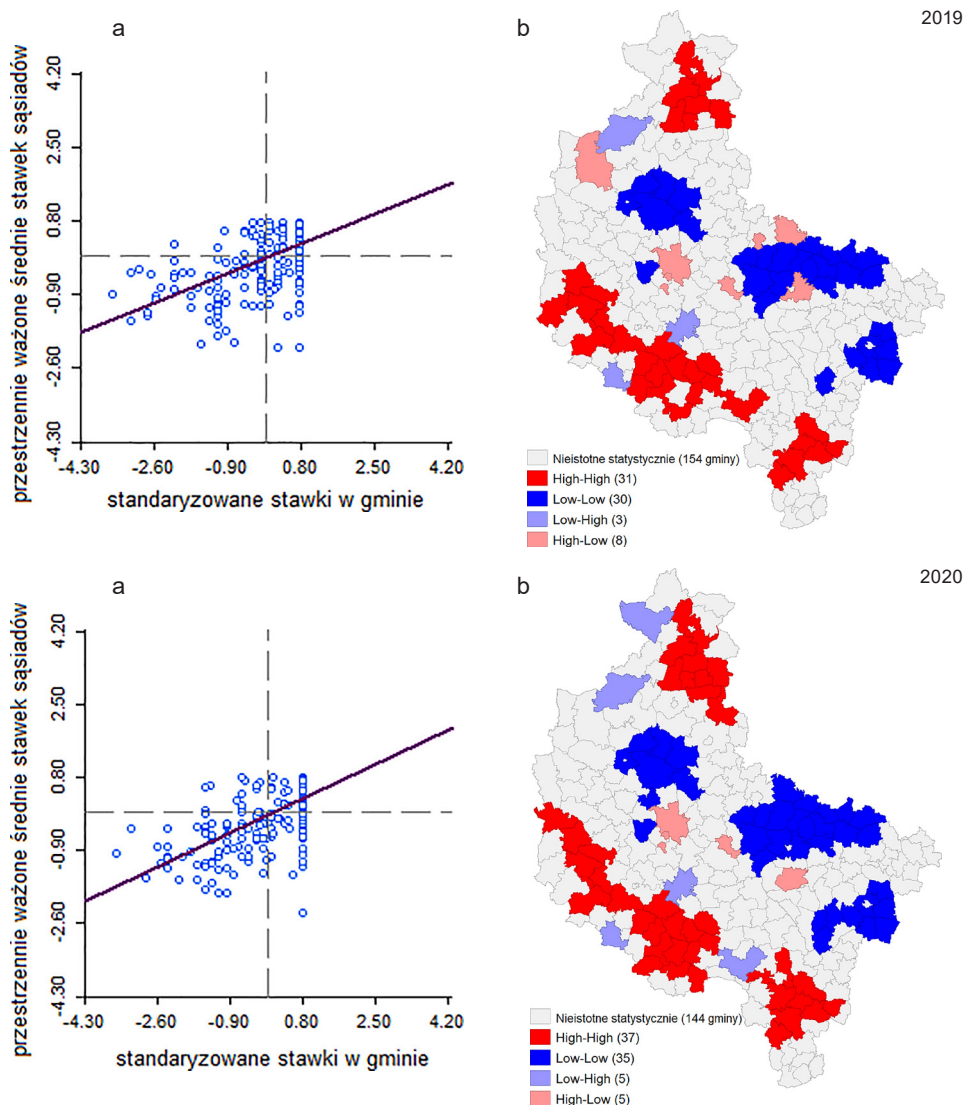 a
b
2019
przestrzennie ważone średnie stawek sąsiadów
4.20
2.50
0.80
-0.90
-2.60
-4.30
-4.30
-2.60
-0.90
0.80
2.50
4.20
standaryzowane stawki w gminie
Nieistotne statystycznie (154 gminy)
High-High (31)
Low-Low (30)
Low-High (3)
High-Low (8)
a
b
2020
przestrzennie ważone średnie stawek sąsiadów
4.20
2.50
0.80
-0.90
-2.60
-4.30
-4.30
-2.60
-0.90
0.80
2.50
4.20
standaryzowane stawki w gminie
Nieistotne statystycznie (144 gminy)
High-High (37)
Low-Low (35)
Low-High (5)
High-Low (5)